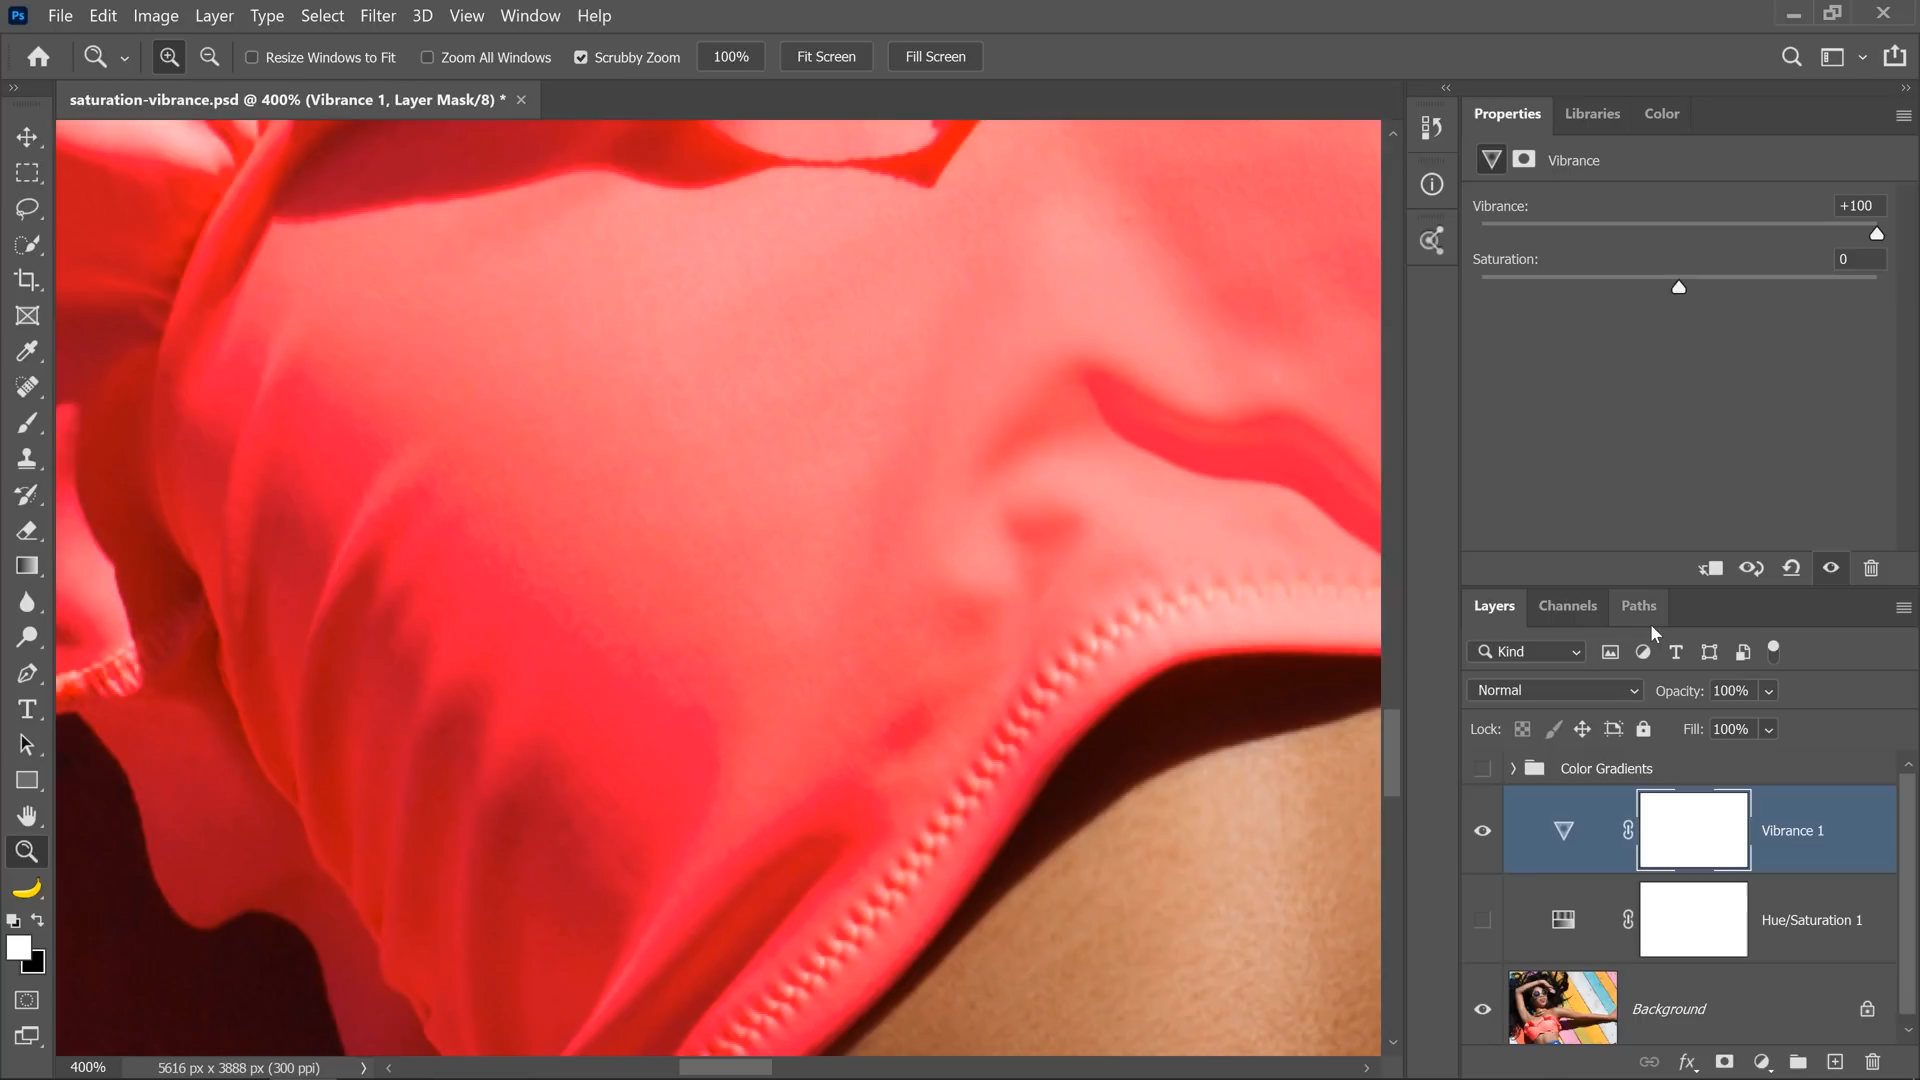 Ps File Edit Image Layer Type Select Filter 3D View Window Help
Resize Windows to Fit Zoom All Windows Scrubby Zoom 100% Fit Screen Fill Screen
saturation-vibrance.psd @ 400% (Vibrance 1, Layer Mask/8) *
Properties Libraries Color
Vibrance
Vibrance: +100
Saturation: 0
Layers Channels Paths
Kind
Normal Opacity: 100%
Lock: Fill: 100%
Color Gradients
Vibrance 1
Hue/Saturation 1
Background
fx
400% 5616 px x 3888 px (300 ppi)